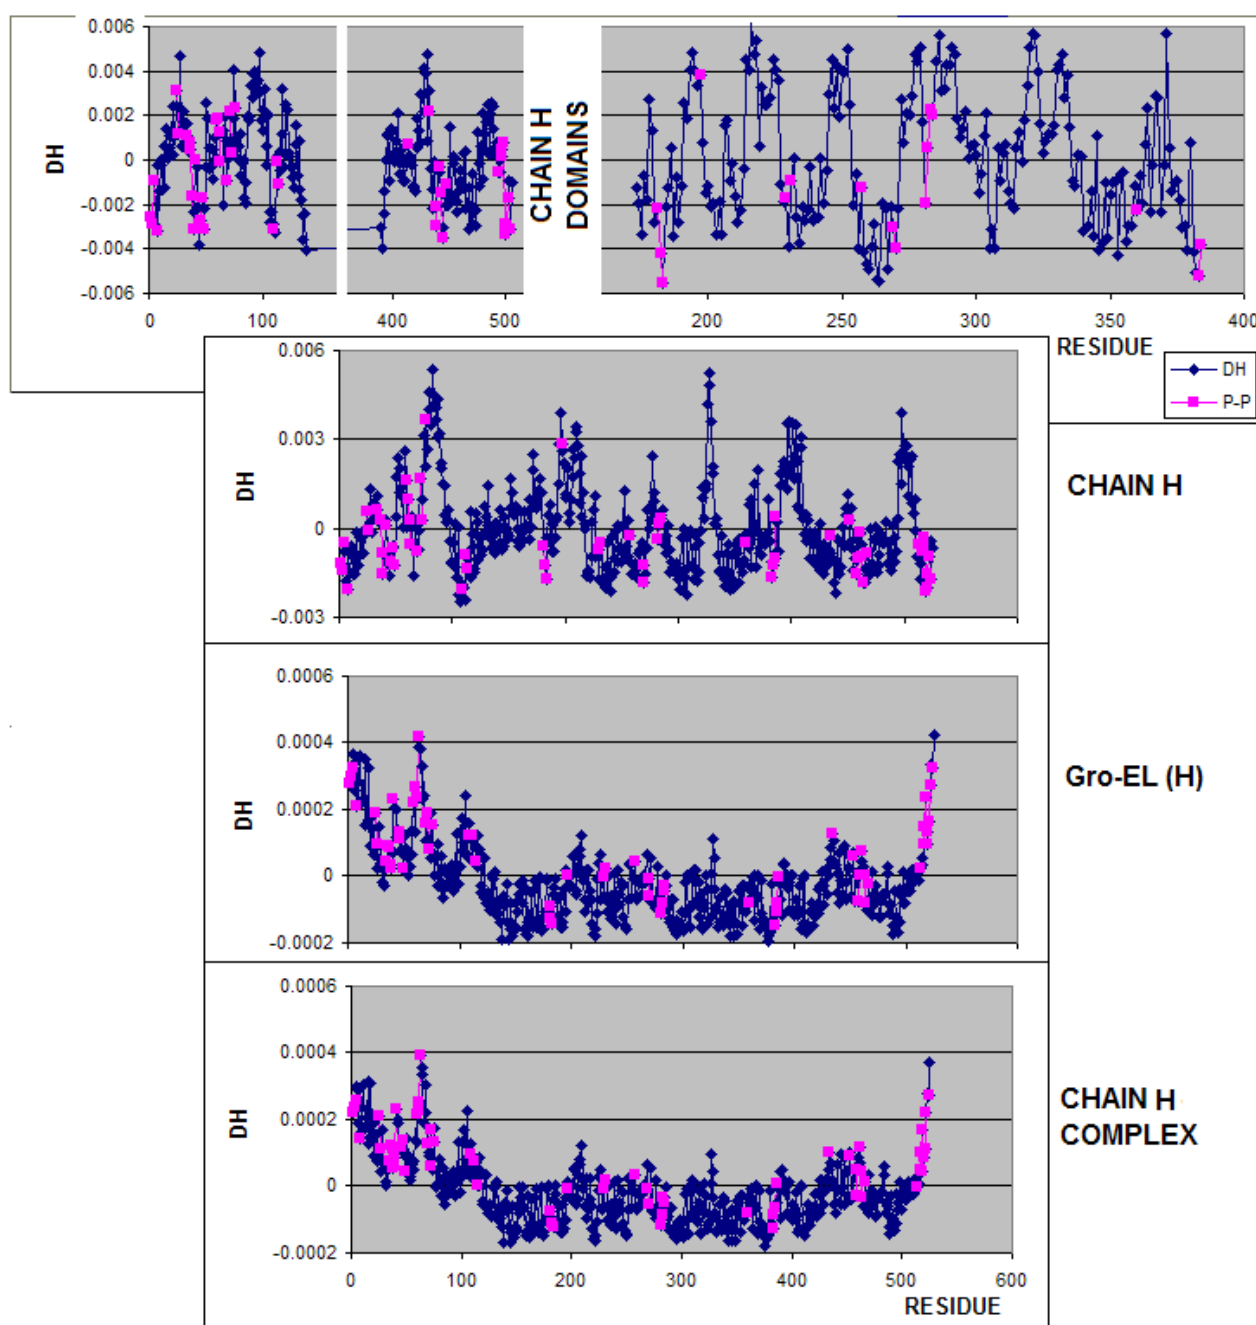 0.006
0.004
0.002
0
-0.002
-0.004
-0.006
DH
0 100 400 500
CHAIN H
DOMAINS
200 250 300 350 400
RESIDUE
DH
P-P
0.006
0.003
0
-0.003
DH
CHAIN H
0.0006
0.0004
0.0002
0
-0.0002
DH
Gro-EL (H)
0.0006
0.0004
0.0002
0
-0.0002
DH
0 100 200 300 400 500 600
RESIDUE
CHAIN H
COMPLEX